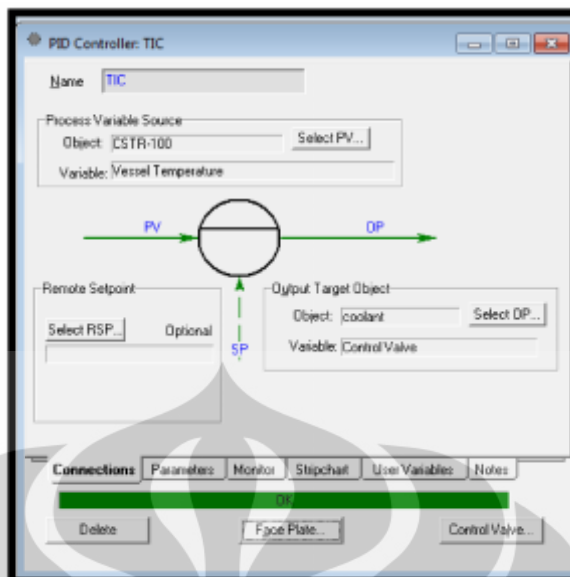 PID Controller: TIC
Name TIC
Process Variable Source
Object: CSTR-100 Select PV...
Variable: Vessel Temperature
PV OP
Remote Setpoint Output Target Object
Select RSP... Optional Object: coolant Select OP...
SP Variable: Control Valve
Connections Parameters Monitor Stripchart User Variables Notes
OK
Delete Face Plate... Control Valve...